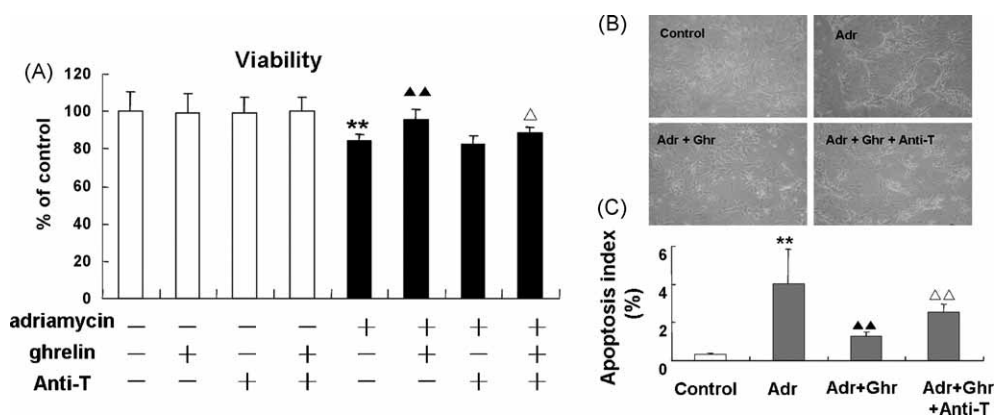 (A)
Viability
% of control
120
100
80
60
40
20
0
**
▲▲
△
adriamycin − − − − + + + +
ghrelin − + − + − + − +
Anti-T − − + + − − + +
(B)
Control
Adr
Adr + Ghr
Adr + Ghr + Anti-T
(C)
Apoptosis index
(%)
6
4
2
0
**
▲▲
△△
Control
Adr
Adr+Ghr
Adr+Ghr
+Anti-T